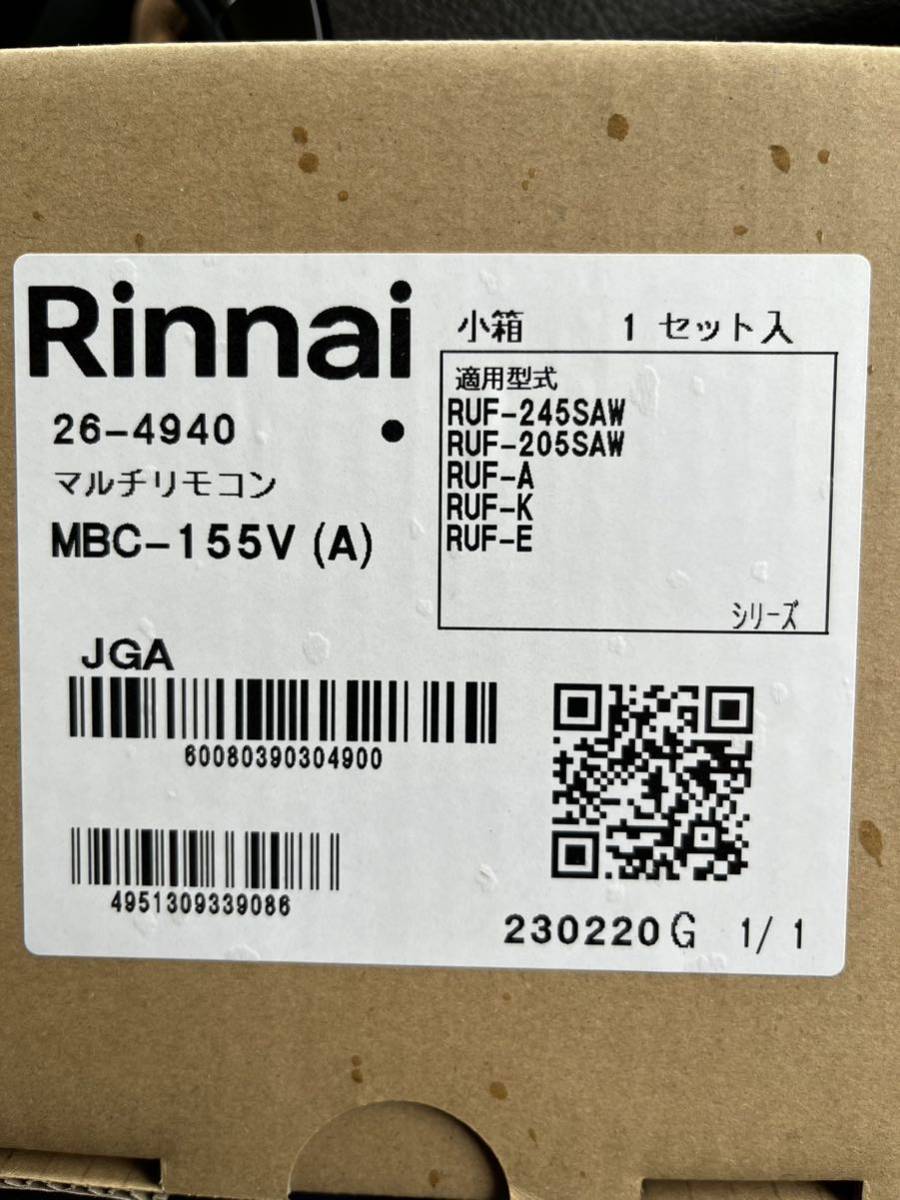 Rinnai
26-4940 ●
マルチリモコン
MBC-155V (A)
小箱 1 セット入
適用型式
RUF-245SAW
RUF-205SAW
RUF-A
RUF-K
RUF-E
シリーズ
JGA
60080390304900
4951309339086
230220G 1/1